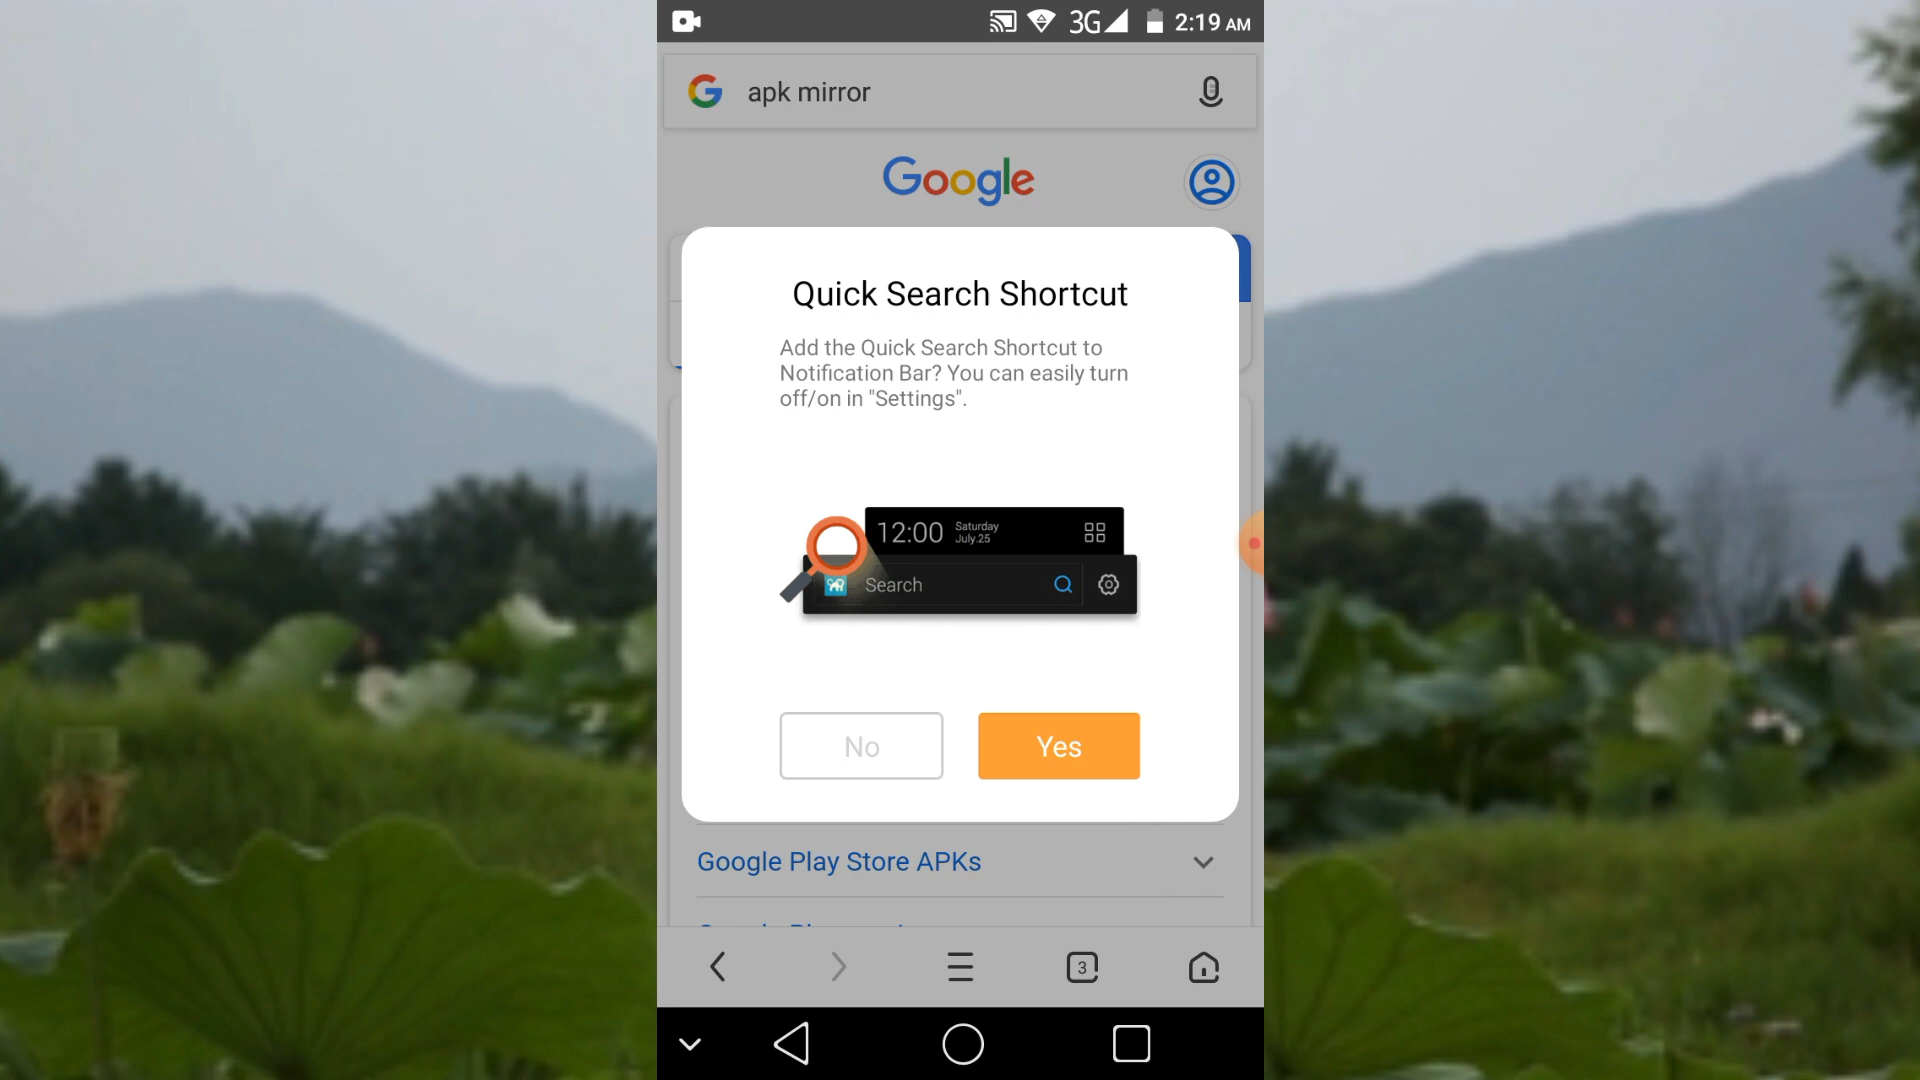 3G 2:19 AM
apk mirror
Google
Quick Search Shortcut
Add the Quick Search Shortcut to
Notification Bar? You can easily turn
off/on in "Settings".
12:00 Saturday
July.25
Search
No Yes
Google Play Store APKs
3